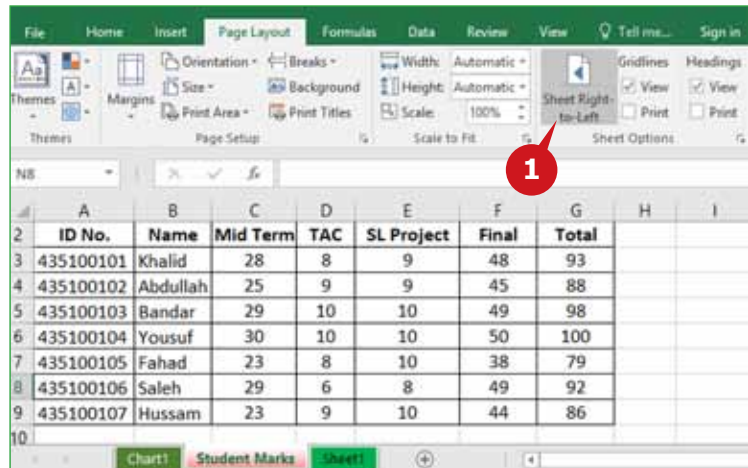 File Home Insert Page Layout Formulas Data Review View Tell me... Sign in
Orientation Breaks Width: Automatic Gridlines Headings
Size Background Height: Automatic View View
Themes Margins Print Area Print Titles Scale: 100% Sheet Right-to-Left Print Print
Themes Page Setup Scale to Fit Sheet Options
1
N8 fx
A B C D E F G H I
2 ID No. Name Mid Term TAC SL Project Final Total
3 435100101 Khalid 28 8 9 48 93
4 435100102 Abdullah 25 9 9 45 88
5 435100103 Bandar 29 10 10 49 98
6 435100104 Yousuf 30 10 10 50 100
7 435100105 Fahad 23 8 10 38 79
8 435100106 Saleh 29 6 8 49 92
9 435100107 Hussam 23 9 10 44 86
10
Chart1 Student Marks Sheet1